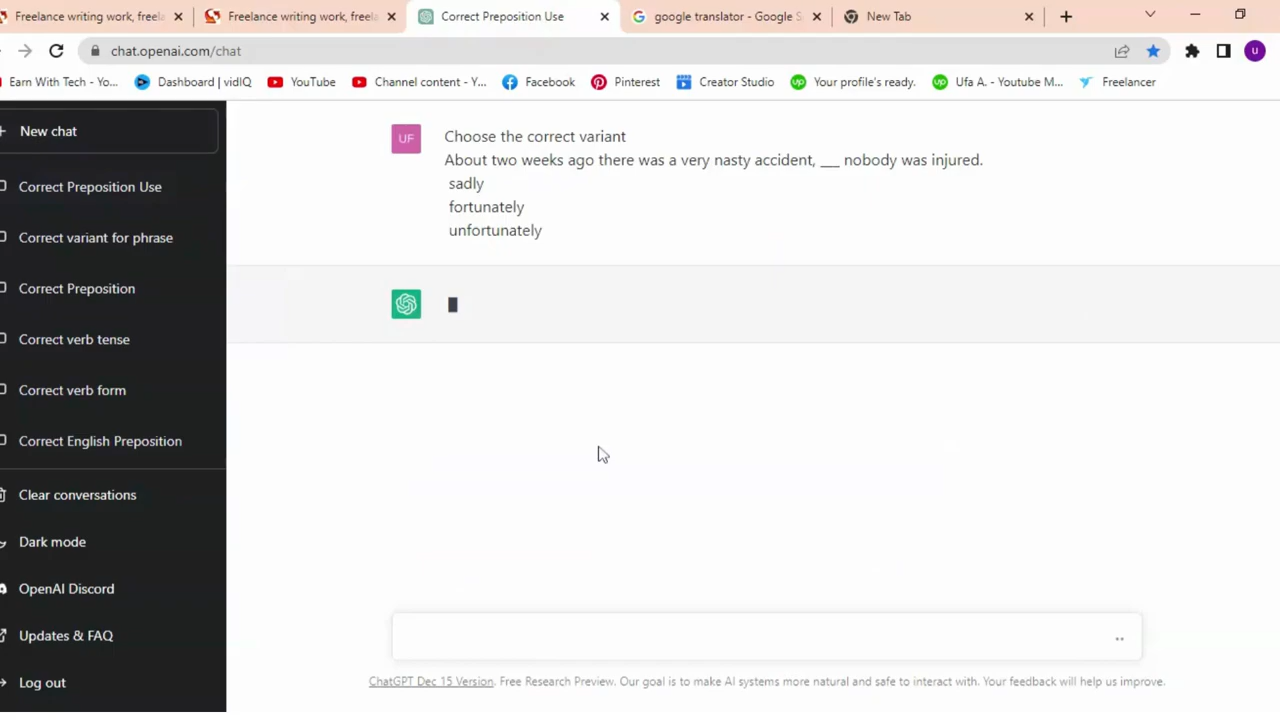 Freelance writing work, freela
Freelance writing work, freela
Correct Preposition Use
google translator - Google S
New Tab
chat.openai.com/chat
U
Earn With Tech - Yo...
Dashboard | vidIQ
YouTube
Channel content - Y...
Facebook
Pinterest
Creator Studio
Your profile's ready.
Ufa A. - Youtube M...
Freelancer
New chat
Correct Preposition Use
Correct variant for phrase
Correct Preposition
Correct verb tense
Correct verb form
Correct English Preposition
Clear conversations
Dark mode
OpenAI Discord
Updates & FAQ
Log out
UF
Choose the correct variant
About two weeks ago there was a very nasty accident, ___ nobody was injured.
sadly
fortunately
unfortunately
ChatGPT Dec 15 Version. Free Research Preview. Our goal is to make AI systems more natural and safe to interact with. Your feedback will help us improve.